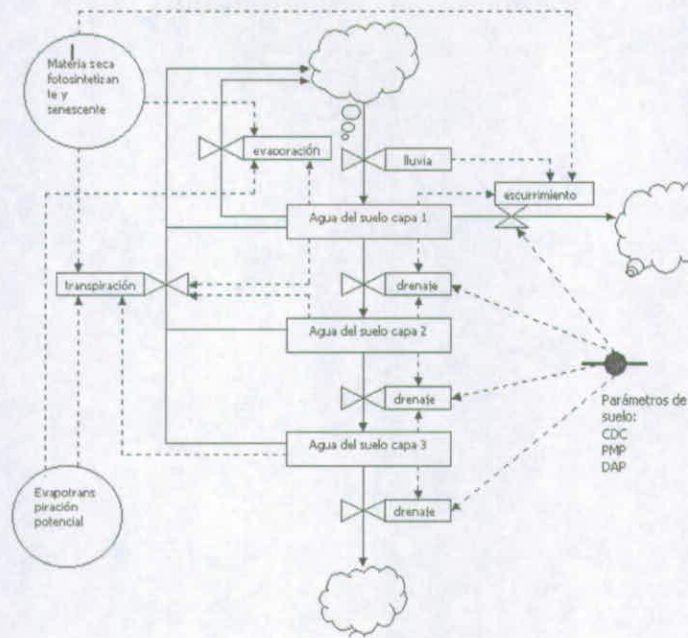 Materia seca
fotosintetizan
te y
senescente
evaporación
lluvia
escurrimiento
Agua del suelo capa 1
transpiración
drenaje
Agua del suelo capa 2
drenaje
Parámetros de
suelo:
CDC
PMP
DAP
Agua del suelo capa 3
Evapotrans
piración
potencial
drenaje